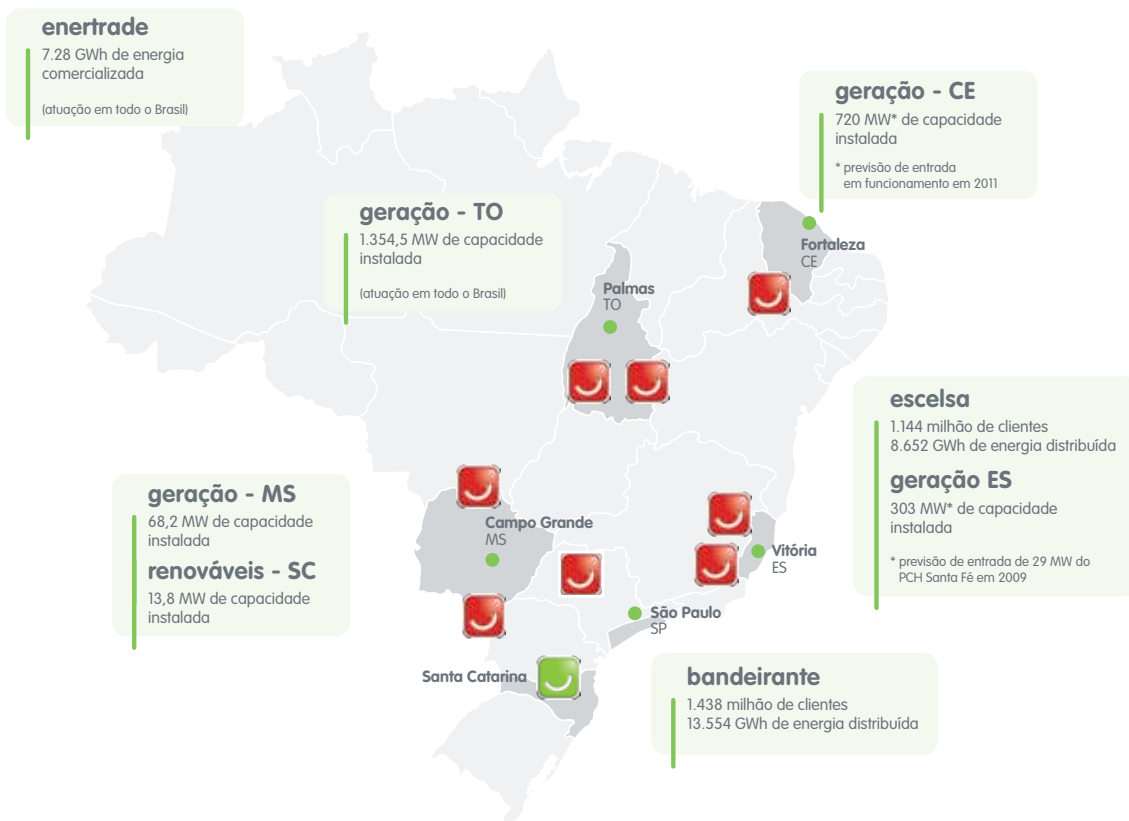 enertrade
7.28 GWh de energia
comercializada
(atuação em todo o Brasil)
geração - CE
720 MW* de capacidade
instalada
* previsão de entrada
em funcionamento em 2011
geração - TO
1.354,5 MW de capacidade
instalada
(atuação em todo o Brasil)
Fortaleza
CE
Palmas
TO
escelsa
1.144 milhão de clientes
8.652 GWh de energia distribuída
geração ES
303 MW* de capacidade
instalada
* previsão de entrada de 29 MW do
PCH Santa Fé em 2009
geração - MS
68,2 MW de capacidade
instalada
renováveis - SC
13,8 MW de capacidade
instalada
Campo Grande
MS
Vitória
ES
São Paulo
SP
Santa Catarina
bandeirante
1.438 milhão de clientes
13.554 GWh de energia distribuída